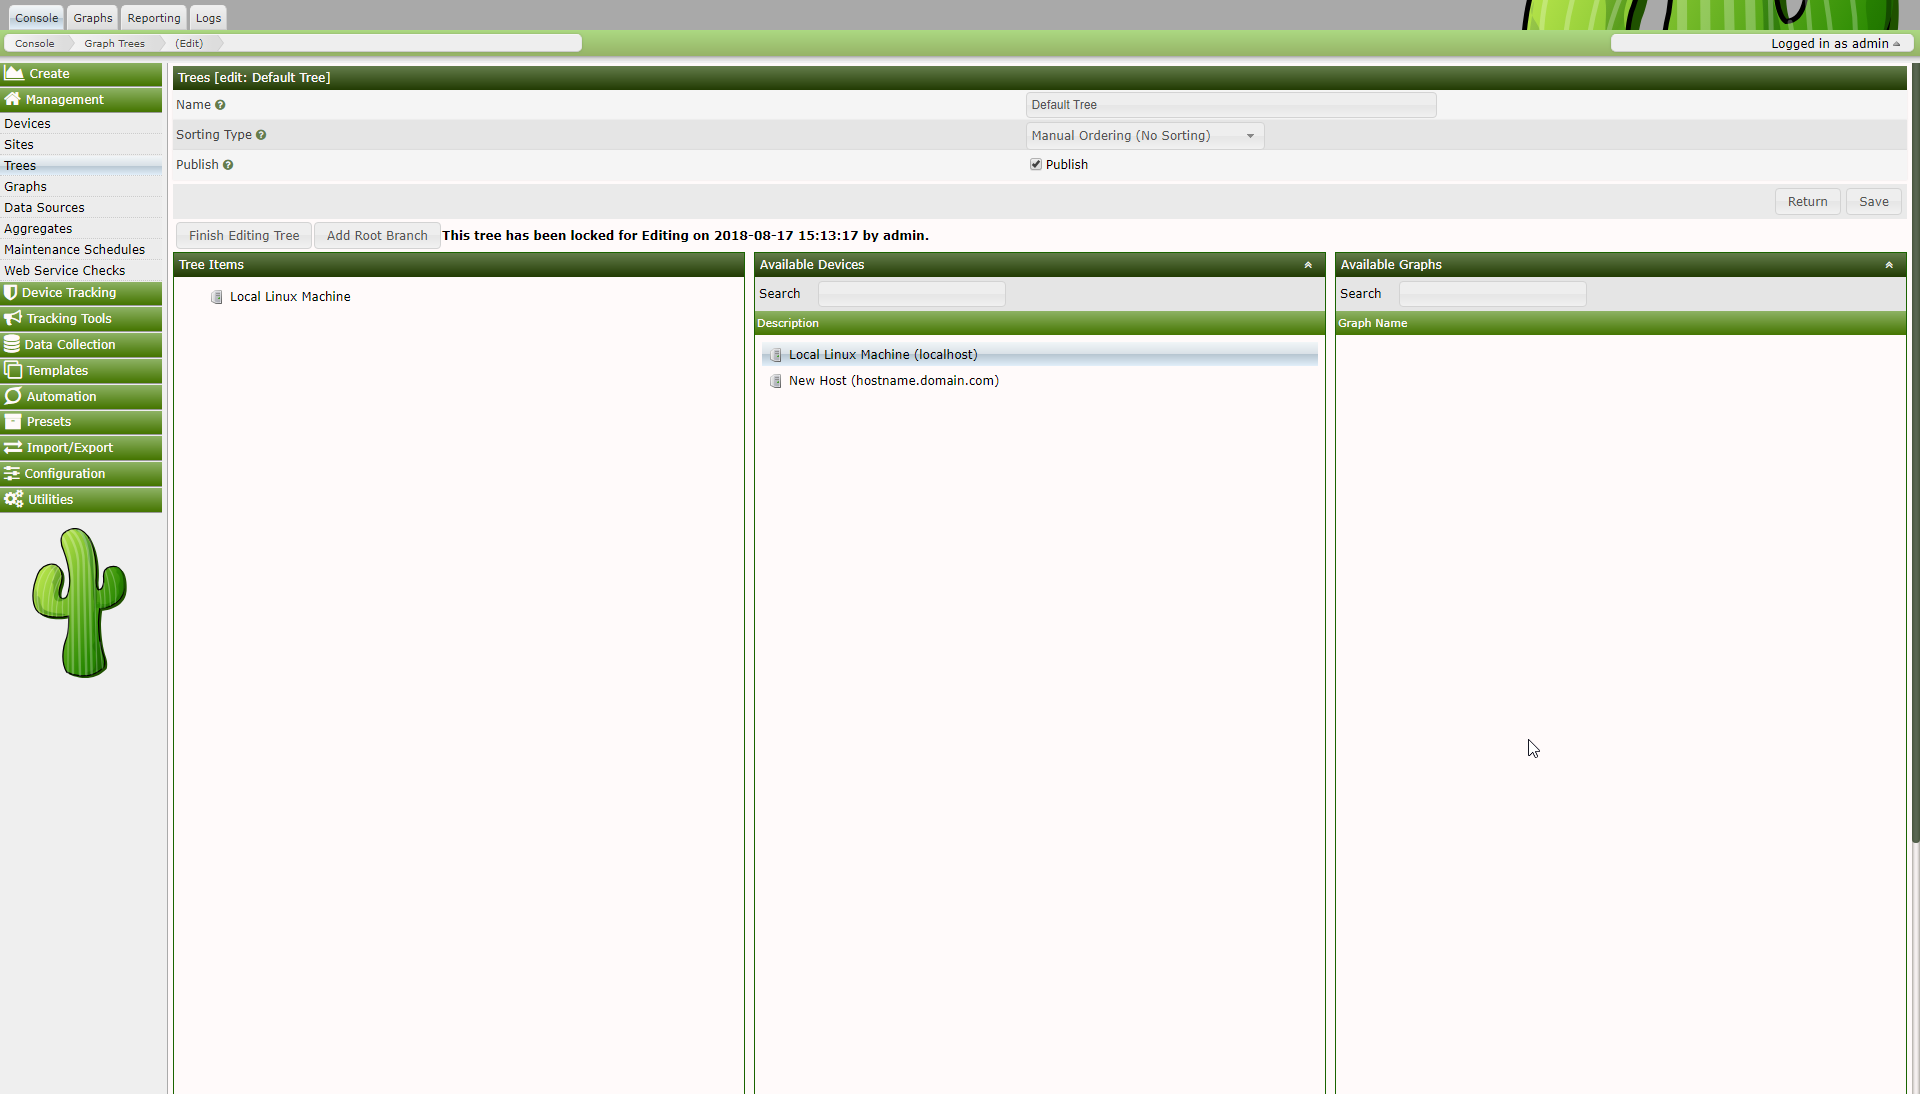 Console Graphs Reporting Logs
Console Graph Trees (Edit) Logged in as admin
Create
Management
Devices
Sites
Trees
Graphs
Data Sources
Aggregates
Maintenance Schedules
Web Service Checks
Device Tracking
Tracking Tools
Data Collection
Templates
Automation
Presets
Import/Export
Configuration
Utilities
Trees [edit: Default Tree]
Name Default Tree
Sorting Type Manual Ordering (No Sorting)
Publish Publish
Return Save
Finish Editing Tree Add Root Branch This tree has been locked for Editing on 2018-08-17 15:13:17 by admin.
Tree Items
Local Linux Machine
Available Devices
Search
Description
Local Linux Machine (localhost)
New Host (hostname.domain.com)
Available Graphs
Search
Graph Name